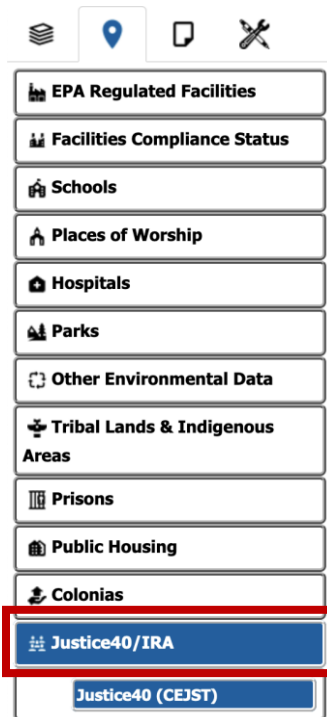 EPA Regulated Facilities
Facilities Compliance Status
Schools
Places of Worship
Hospitals
Parks
Other Environmental Data
Tribal Lands & Indigenous
Areas
Prisons
Public Housing
Colonias
Justice40/IRA
Justice40 (CEJST)